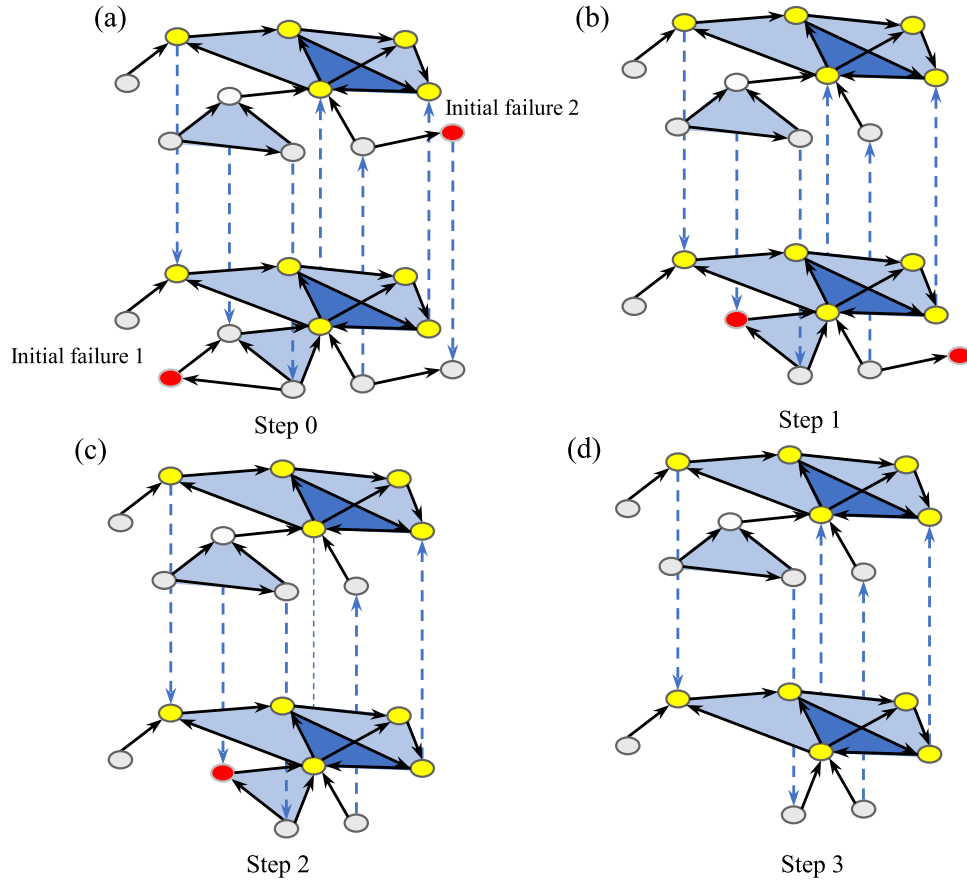 (a)
(b)
Initial failure 2
Initial failure 1
Step 0
Step 1
(c)
(d)
Step 2
Step 3